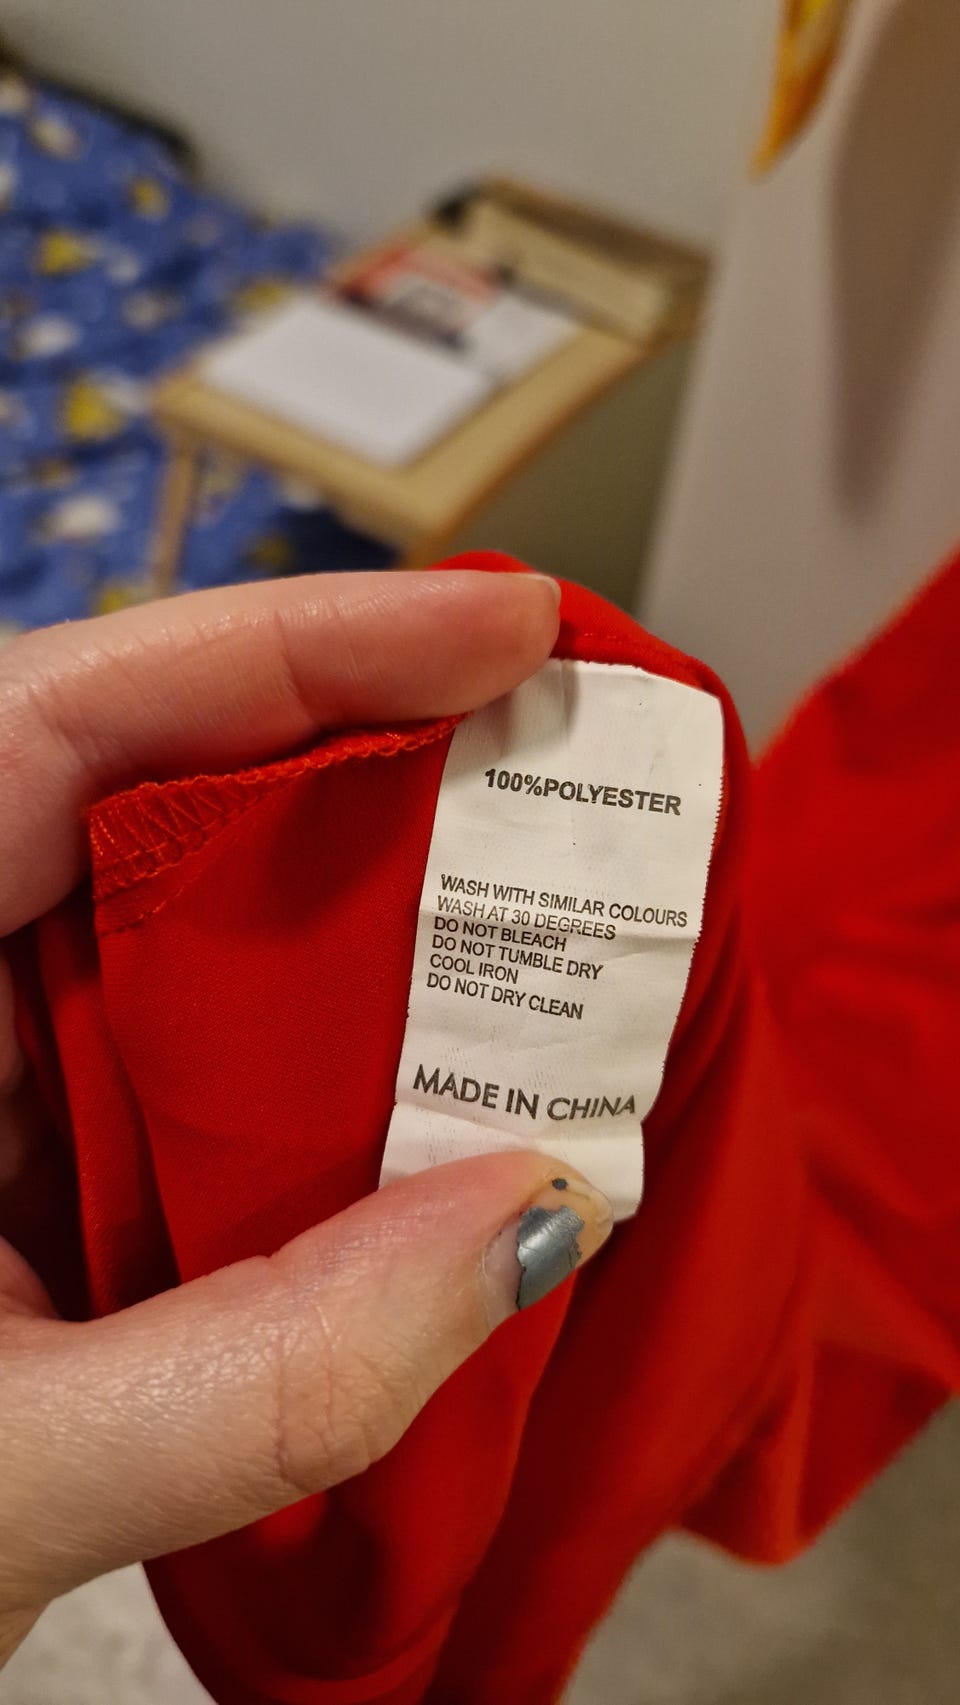 100%POLYESTER
WASH WITH SIMILAR COLOURS
WASH AT 30 DEGREES
DO NOT BLEACH
DO NOT TUMBLE DRY
COOL IRON
DO NOT DRY CLEAN
MADE IN CHINA